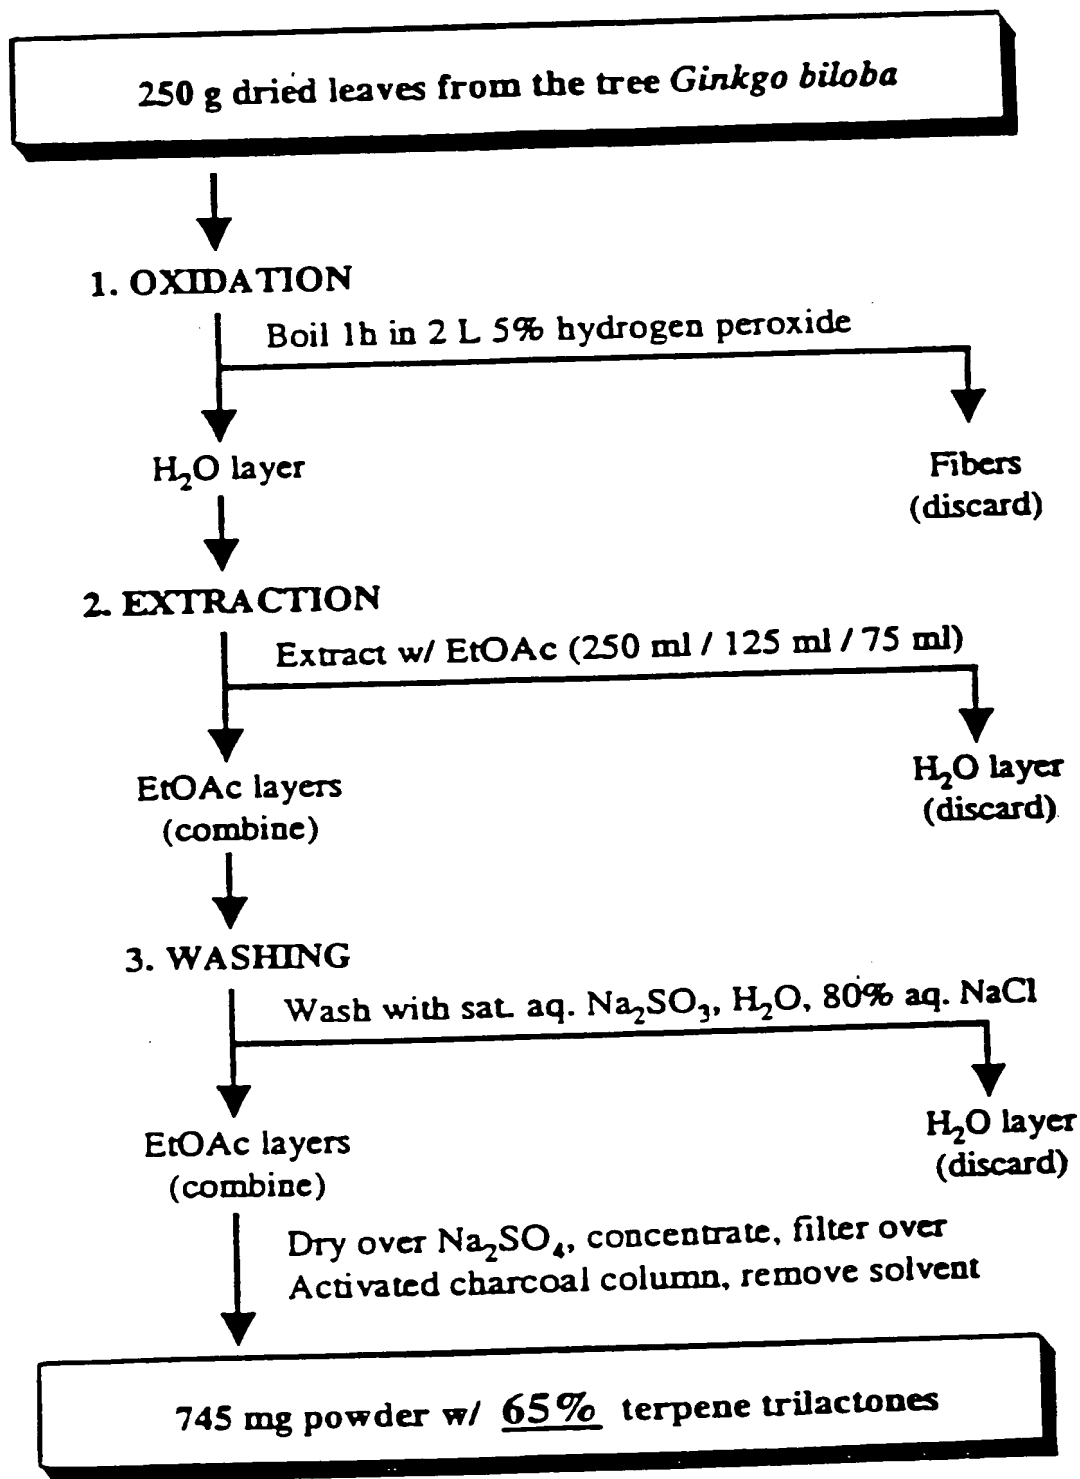 250 g dried leaves from the tree Ginkgo biloba
1. OXIDATION
Boil 1h in 2 L 5% hydrogen peroxide
H₂O layer
Fibers
(discard)
2. EXTRACTION
Extract w/ EtOAc (250 ml / 125 ml / 75 ml)
EtOAc layers
(combine)
H₂O layer
(discard)
3. WASHING
Wash with sat. aq. Na₂SO₃, H₂O, 80% aq. NaCl
EtOAc layers
(combine)
H₂O layer
(discard)
Dry over Na₂SO₄, concentrate, filter over
Activated charcoal column, remove solvent
745 mg powder w/ 65% terpene trilactones